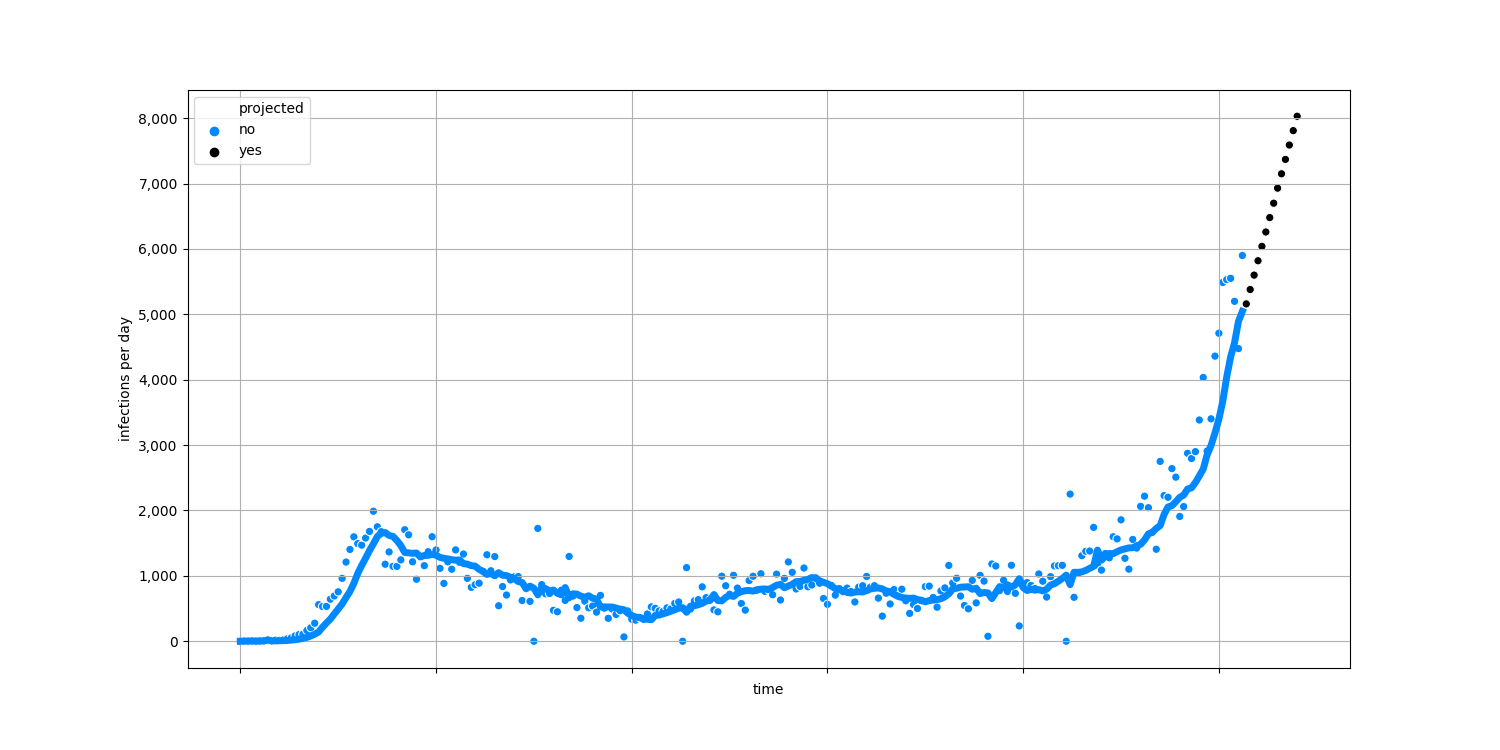 projected
no
yes
8,000
7,000
6,000
5,000
4,000
3,000
2,000
1,000
0
infections per day
time